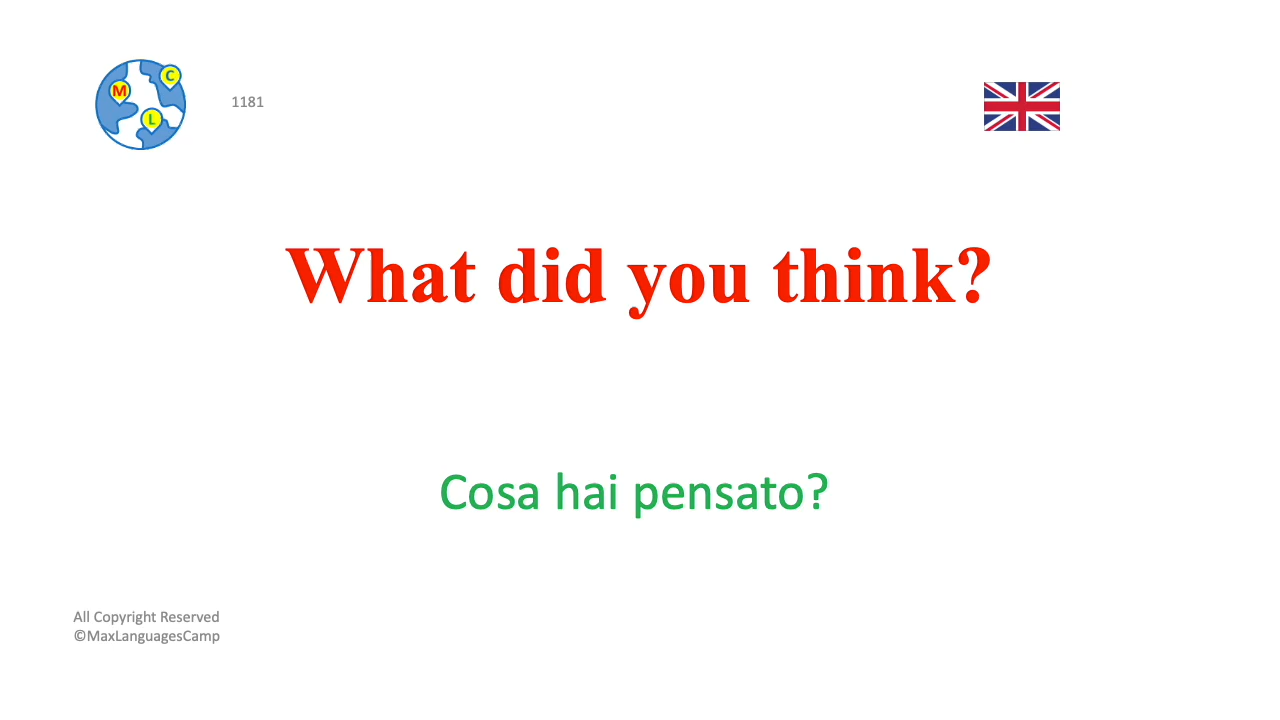 M
C
L
1181
What did you think?
Cosa hai pensato?
All Copyright Reserved
©MaxLanguagesCamp